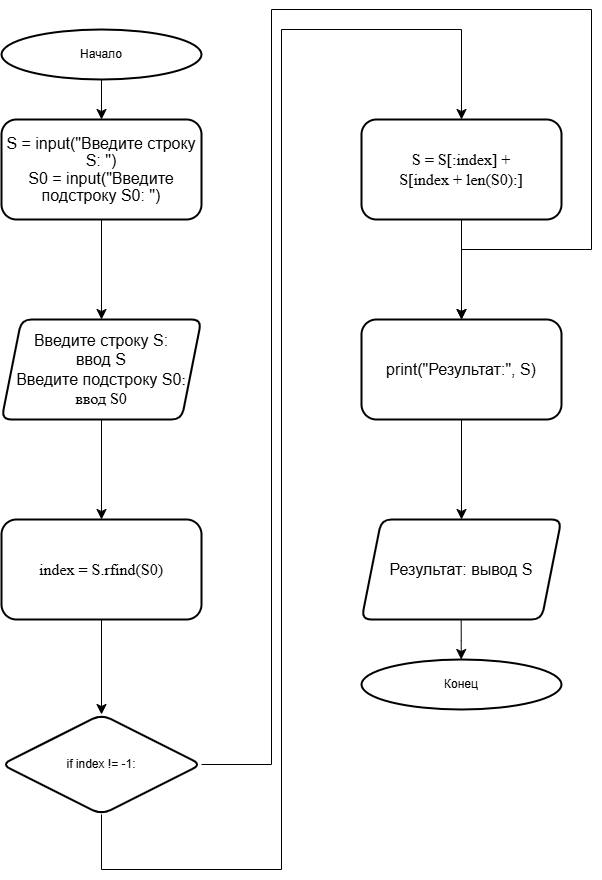 Начало
S = input("Введите строку
S: ")
S0 = input("Введите
подстроку S0: ")
Введите строку S:
ввод S
Введите подстроку S0:
ввод S0
index = S.rfind(S0)
if index != -1:
S = S[:index] +
S[index + len(S0):]
print("Результат:", S)
Результат: вывод S
Конец